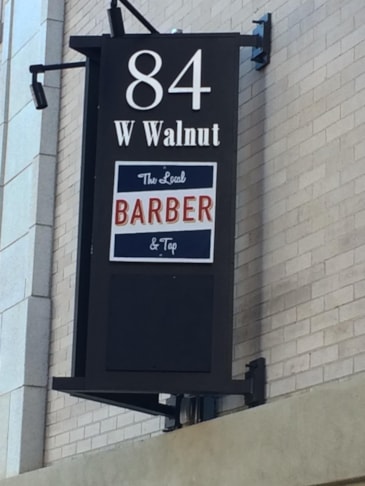 84
W Walnut
The Local
BARBER
& Tap